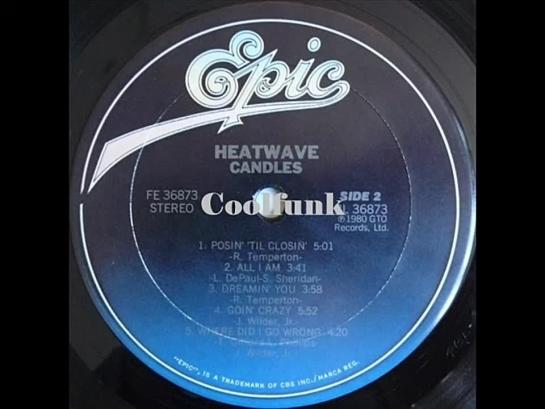 Epic
HEATWAVE
CANDLES
FE 36873
STEREO
SIDE 2
L 36873
℗ 1980 GTO
Records, Ltd.
Coolfunk
1. POSIN' 'TIL CLOSIN' 5:01
-R. Temperton-
2. ALL I AM 3:41
-L. DePaul-S. Sheridan-
3. DREAMIN' YOU 3:58
-R. Temperton-
4. GOIN' CRAZY 5:52
-J. Wilder, Jr.-
5. WHERE DID I GO WRONG 4:20
J. Wilder, Jr.-
"EPIC", IS A TRADEMARK OF CBS INC./MARCA REG.